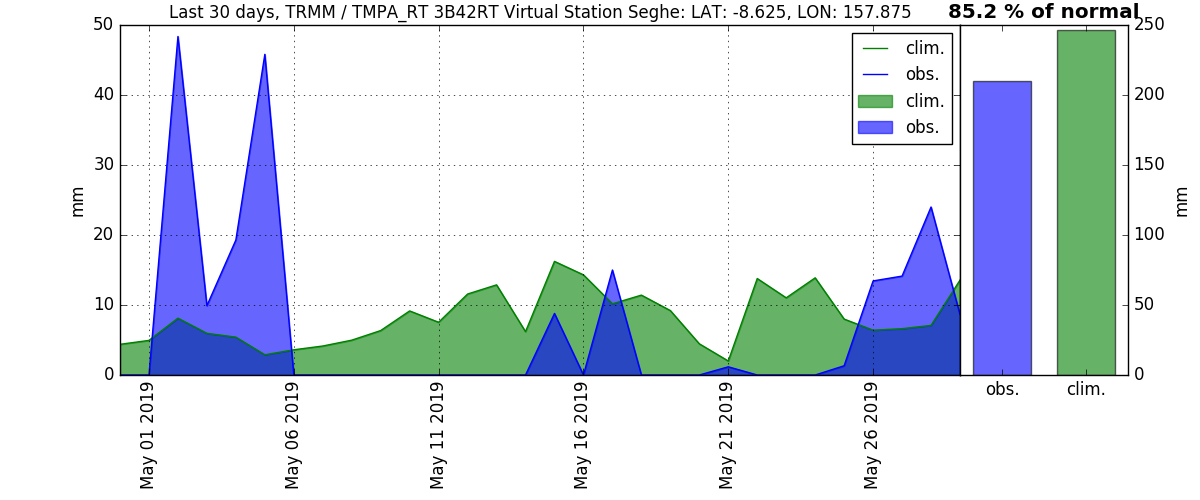 Last 30 days, TRMM / TMPA_RT 3B42RT Virtual Station Seghe: LAT: -8.625, LON: 157.875
85.2 % of normal
50
40
30
20
10
0
mm
clim.
obs.
clim.
obs.
250
200
150
100
50
0
mm
May 01 2019
May 06 2019
May 11 2019
May 16 2019
May 21 2019
May 26 2019
obs.
clim.